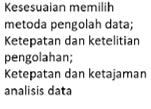 Kesesuaian memilih
metoda pengolah data;
Ketepatan dan ketelitian
pengolahan;
Ketepatan dan ketajaman
analisis data